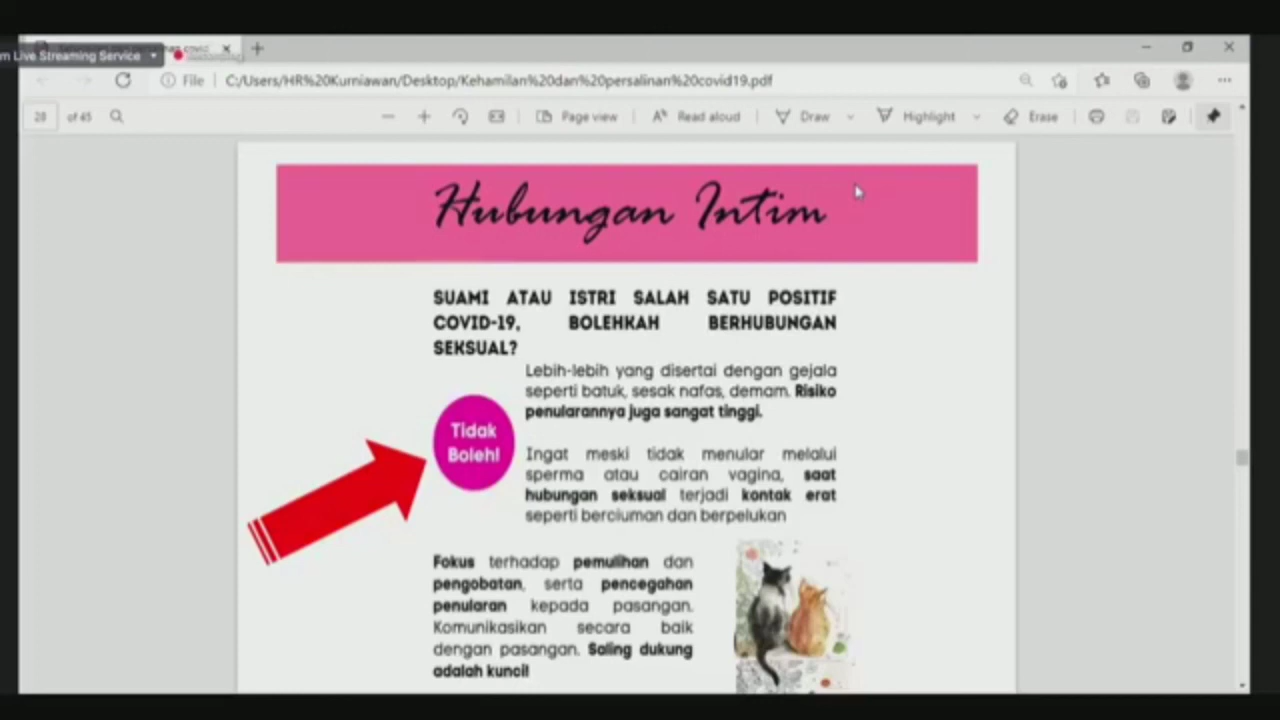 m Live Streaming Service
File C:/Users/HR%20Kurniawan/Desktop/Kehamilan%20dan%20persalinan%20covid19.pdf
28 of 45 Page view Read aloud Draw Highlight Erase
Hubungan Intim
SUAMI ATAU ISTRI SALAH SATU POSITIF
COVID-19, BOLEHKAH BERHUBUNGAN
SEKSUAL?
Lebih-lebih yang disertai dengan gejala
seperti batuk, sesak nafas, demam. Risiko
penularannya juga sangat tinggi.
Tidak
Boleh!
Ingat meski tidak menular melalui
sperma atau cairan vagina, saat
hubungan seksual terjadi kontak erat
seperti berciuman dan berpelukan
Fokus terhadap pemulihan dan
pengobatan, serta pencegahan
penularan kepada pasangan.
Komunikasikan secara baik
dengan pasangan. Saling dukung
adalah kunci!